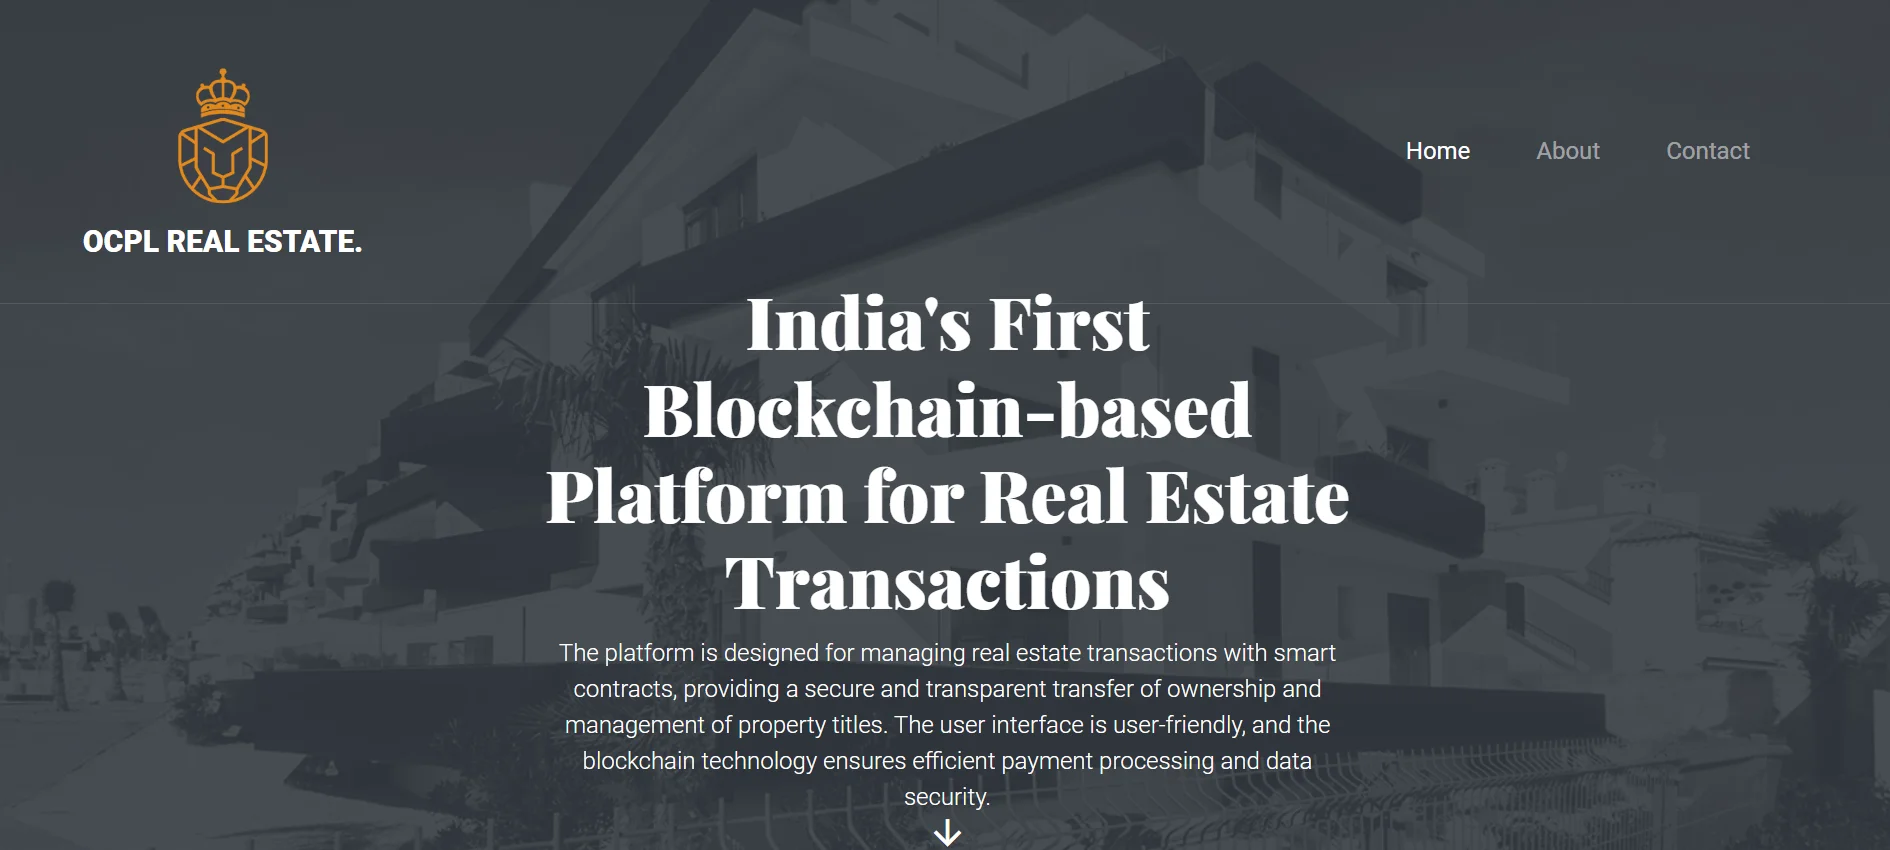 OCPL REAL ESTATE.
Home About Contact
India's First
Blockchain-based
Platform for Real Estate
Transactions
The platform is designed for managing real estate transactions with smart
contracts, providing a secure and transparent transfer of ownership and
management of property titles. The user interface is user-friendly, and the
blockchain technology ensures efficient payment processing and data
security.